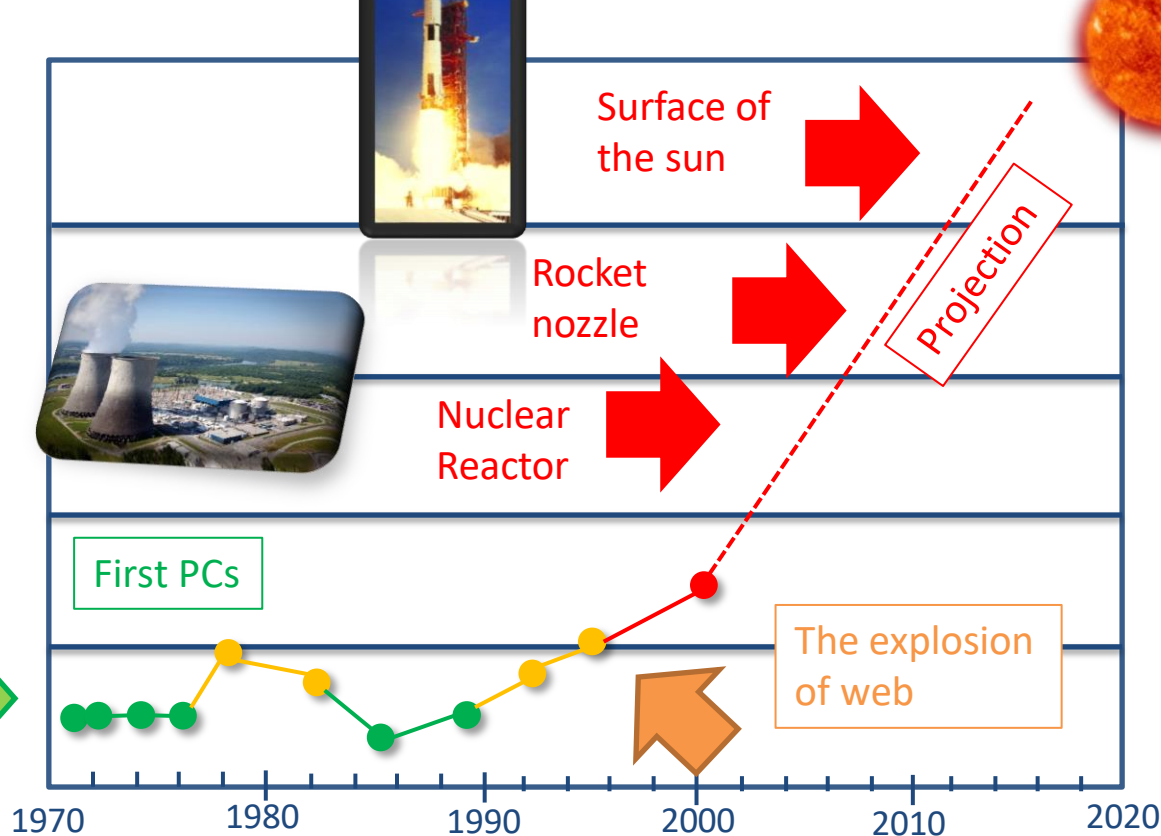 Surface of
the sun
Rocket
nozzle
Projection
Nuclear
Reactor
First PCs
The explosion
of web
1970
1980
1990
2000
2010
2020